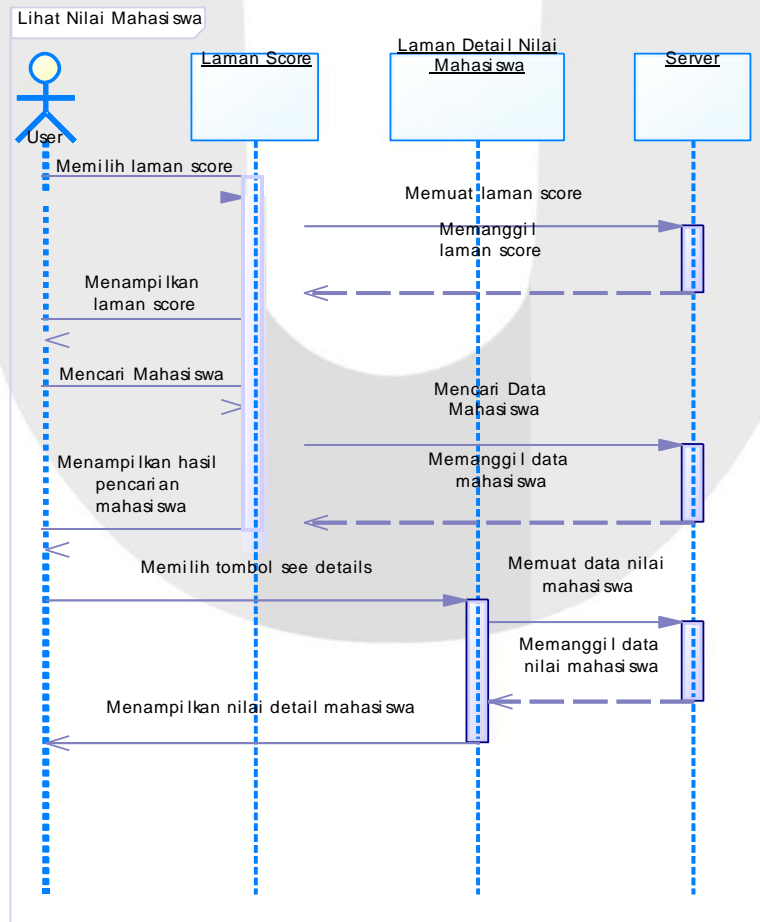 Lihat Nilai Mahasiswa
Laman Score
Laman Detail Nilai
Mahasiswa
Server
User
Memilih laman score
Memuat laman score
Memanggil
laman score
Menampilkan
laman score
Mencari Mahasiswa
Mencari Data
Mahasiswa
Menampilkan hasil
pencarian
mahasiswa
Memanggil data
mahasiswa
Memilih tombol see details
Memuat data nilai
mahasiswa
Memanggil data
nilai mahasiswa
Menampilkan nilai detail mahasiswa